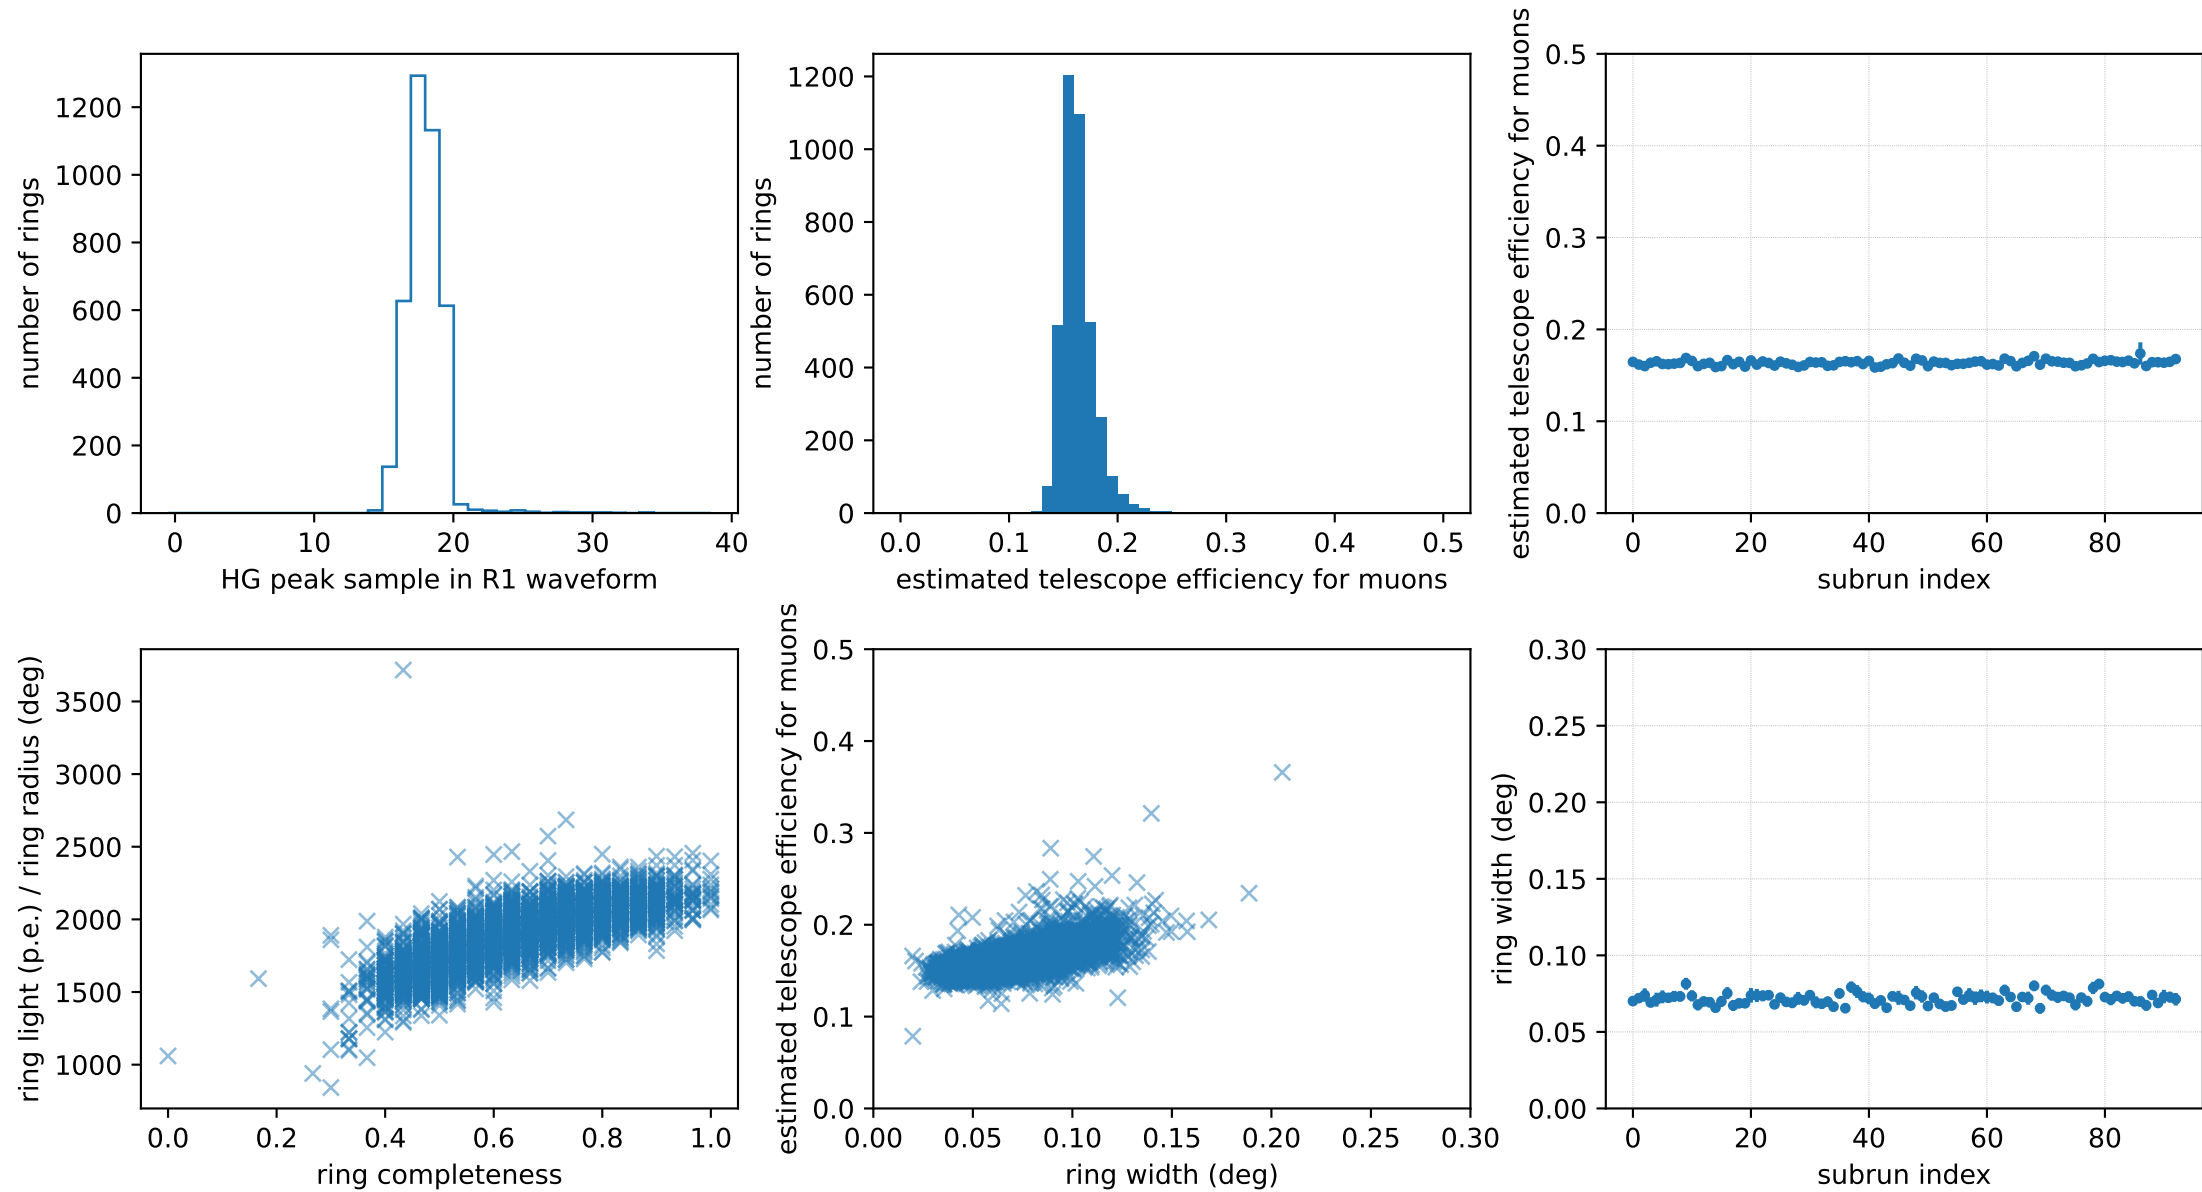 number of rings
1200
1000
800
600
400
200
0
0 10 20 30 40
HG peak sample in R1 waveform
number of rings
1200
1000
800
600
400
200
0
0.0 0.1 0.2 0.3 0.4 0.5
estimated telescope efficiency for muons
estimated telescope efficiency for muons
0.5
0.4
0.3
0.2
0.1
0.0
0 20 40 60 80
subrun index
ring light (p.e.) / ring radius (deg)
3500
3000
2500
2000
1500
1000
0.0 0.2 0.4 0.6 0.8 1.0
ring completeness
estimated telescope efficiency for muons
0.5
0.4
0.3
0.2
0.1
0.0
0.00 0.05 0.10 0.15 0.20 0.25 0.30
ring width (deg)
ring width (deg)
0.30
0.25
0.20
0.15
0.10
0.05
0.00
0 20 40 60 80
subrun index